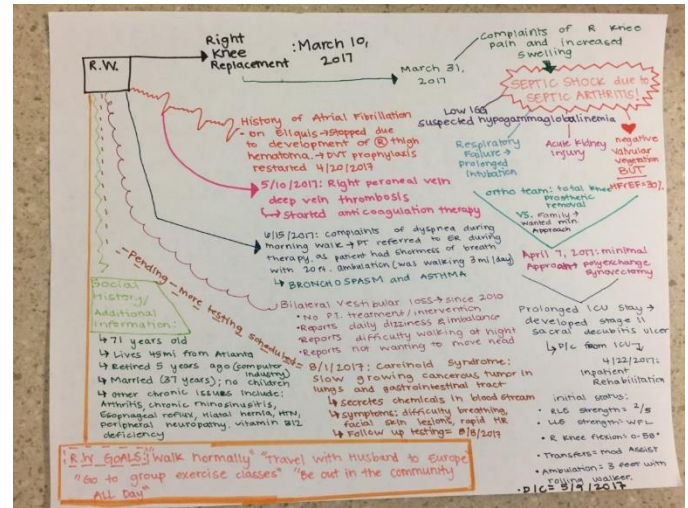 R.W.
Right
Knee
Replacement
:March 10,
2017
March 31,
2017
complaints of R knee
pain and increased
swelling
SEPTIC SHOCK due to
SEPTIC ARTHRITIS!
Low IGG
suspected hypogammaglobalinemia
Respiratory
Failure →
prolonged
intubation
Acute Kidney
Injury
negative
valvular
vegetation
BUT
HFrEF=30%
ortho team: total knee
prosthetic
removal
VS. Family →
wanted min.
Approach
April 7, 2017: minimal
Approach → polyexchange
synovectomy
Prolonged ICU Stay →
developed stage II
sacral decubitis ulcer
↳ D/C from ICU →
4/22/2017:
Inpatient
Rehabilitation
initial status:
• RLE strength = 2/5
• LLE strength = WFL
• R Knee flexion = 0-58°
• Transfers = mod Assist
• Ambulation = 3 feet with
rolling walker.
• D/C = 5/9/2017
History of Atrial Fibrillation
- on Eliquis → Stopped due
to development of Ⓡ thigh
hematoma. → DVT prophylaxis
restarted 4/20/2017
5/10/2017: Right peroneal vein
deep vein thrombosis
↳ Started anticoagulation therapy
6/15/2017: complaints of dyspnea during
morning walk → PT referred to ER during
therapy, as patient had shortness of breath
with 20 ft. ambulation (was walking 3 mi/day)
↳ BRONCHOSPASM and ASTHMA
Bilateral Vestibular loss → since 2010
• No P.T. treatment/intervention
• Reports daily dizziness & imbalance
• Reports difficulty walking at night
• Reports not wanting to move head
Pending - more testing scheduled =
8/1/2017: Carcinoid Syndrome:
Slow growing cancerous tumor in
lungs and gastrointestinal tract
↳ secretes chemicals in blood stream
↳ symptoms: difficulty breathing,
facial skin lesions, rapid HR
↳ Follow up testing = 8/8/2017
Social
History/
Additional
Information:
↳ 71 years old
↳ Lives 45mi from Atlanta
↳ Retired 5 years ago (computer
industry)
↳ Married (37 years); no children
↳ other chronic issues include:
Arthritis, chronic rhinosinusitis,
Esophageal reflux, Hiatal hernia, HTN,
peripheral neuropathy, vitamin B12
deficiency
R.W. GOALS: "Walk normally" "Travel with Husband to Europe"
"Go to group exercise classes" "Be out in the community
ALL Day"